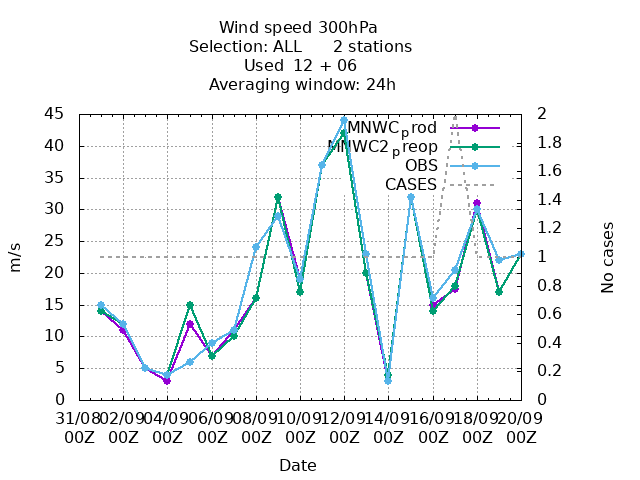 Wind speed 300hPa
Selection: ALL 2 stations
Used 12 + 06
Averaging window: 24h
45
40
35
30
25
20
15
10
5
0
m/s
2
1.8
1.6
1.4
1.2
1
0.8
0.6
0.4
0.2
0
No cases
MNWCprod
MNWC2preop
OBS
CASES
31/08 02/09 04/09 06/09 08/09 10/09 12/09 14/09 16/09 18/09 20/09
00Z 00Z 00Z 00Z 00Z 00Z 00Z 00Z 00Z 00Z 00Z
Date